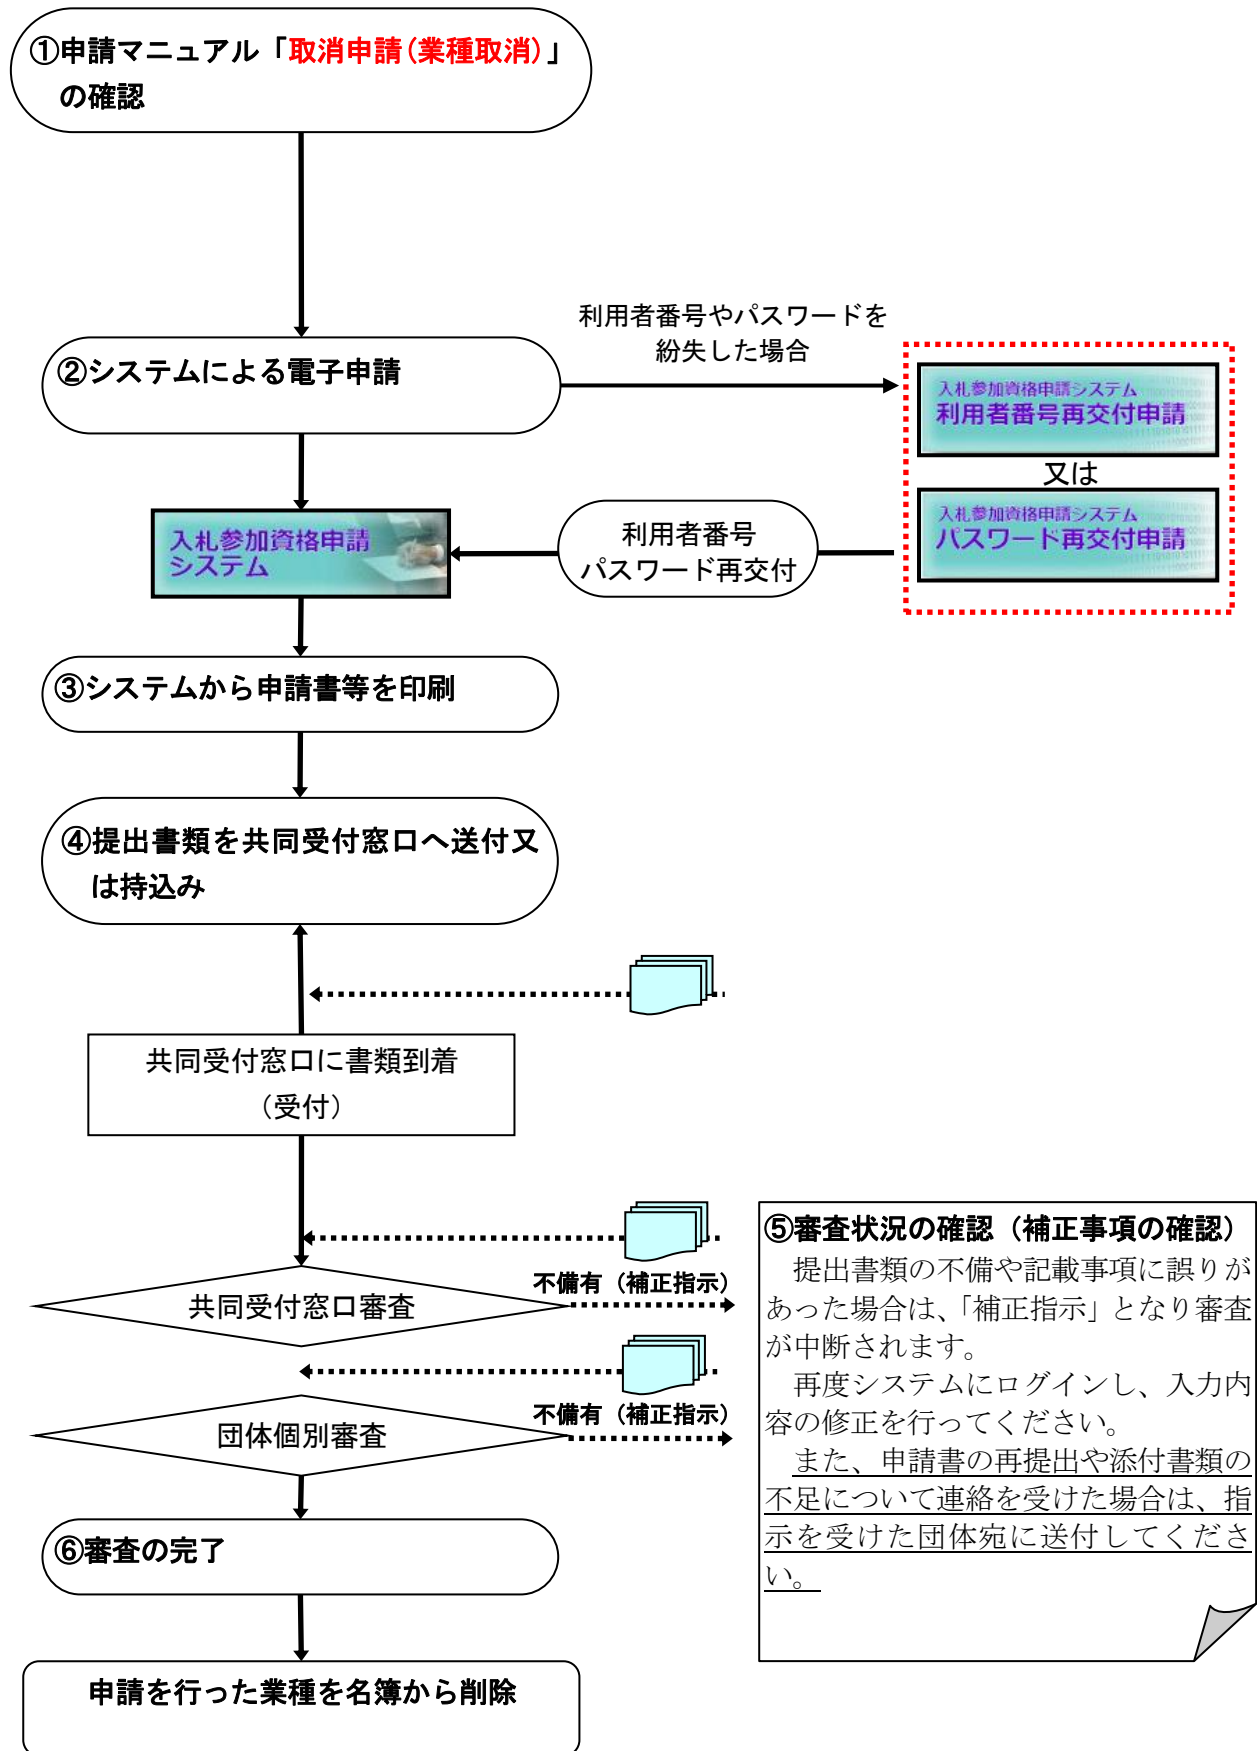 ①申請マニュアル「取消申請(業種取消)」
の確認
利用者番号やパスワードを
紛失した場合
②システムによる電子申請
入札参加資格申請システム
利用者番号再交付申請
又は
入札参加資格申請システム
パスワード再交付申請
利用者番号
パスワード再交付
入札参加資格申請
システム
③システムから申請書等を印刷
④提出書類を共同受付窓口へ送付又
は持込み
共同受付窓口に書類到着
（受付）
共同受付窓口審査
不備有（補正指示）
団体個別審査
不備有（補正指示）
⑤審査状況の確認（補正事項の確認）
提出書類の不備や記載事項に誤りが
あった場合は、「補正指示」となり審査
が中断されます。
再度システムにログインし、入力内
容の修正を行ってください。
また、申請書の再提出や添付書類の
不足について連絡を受けた場合は、指
示を受けた団体宛に送付してくださ
い。
⑥審査の完了
申請を行った業種を名簿から削除